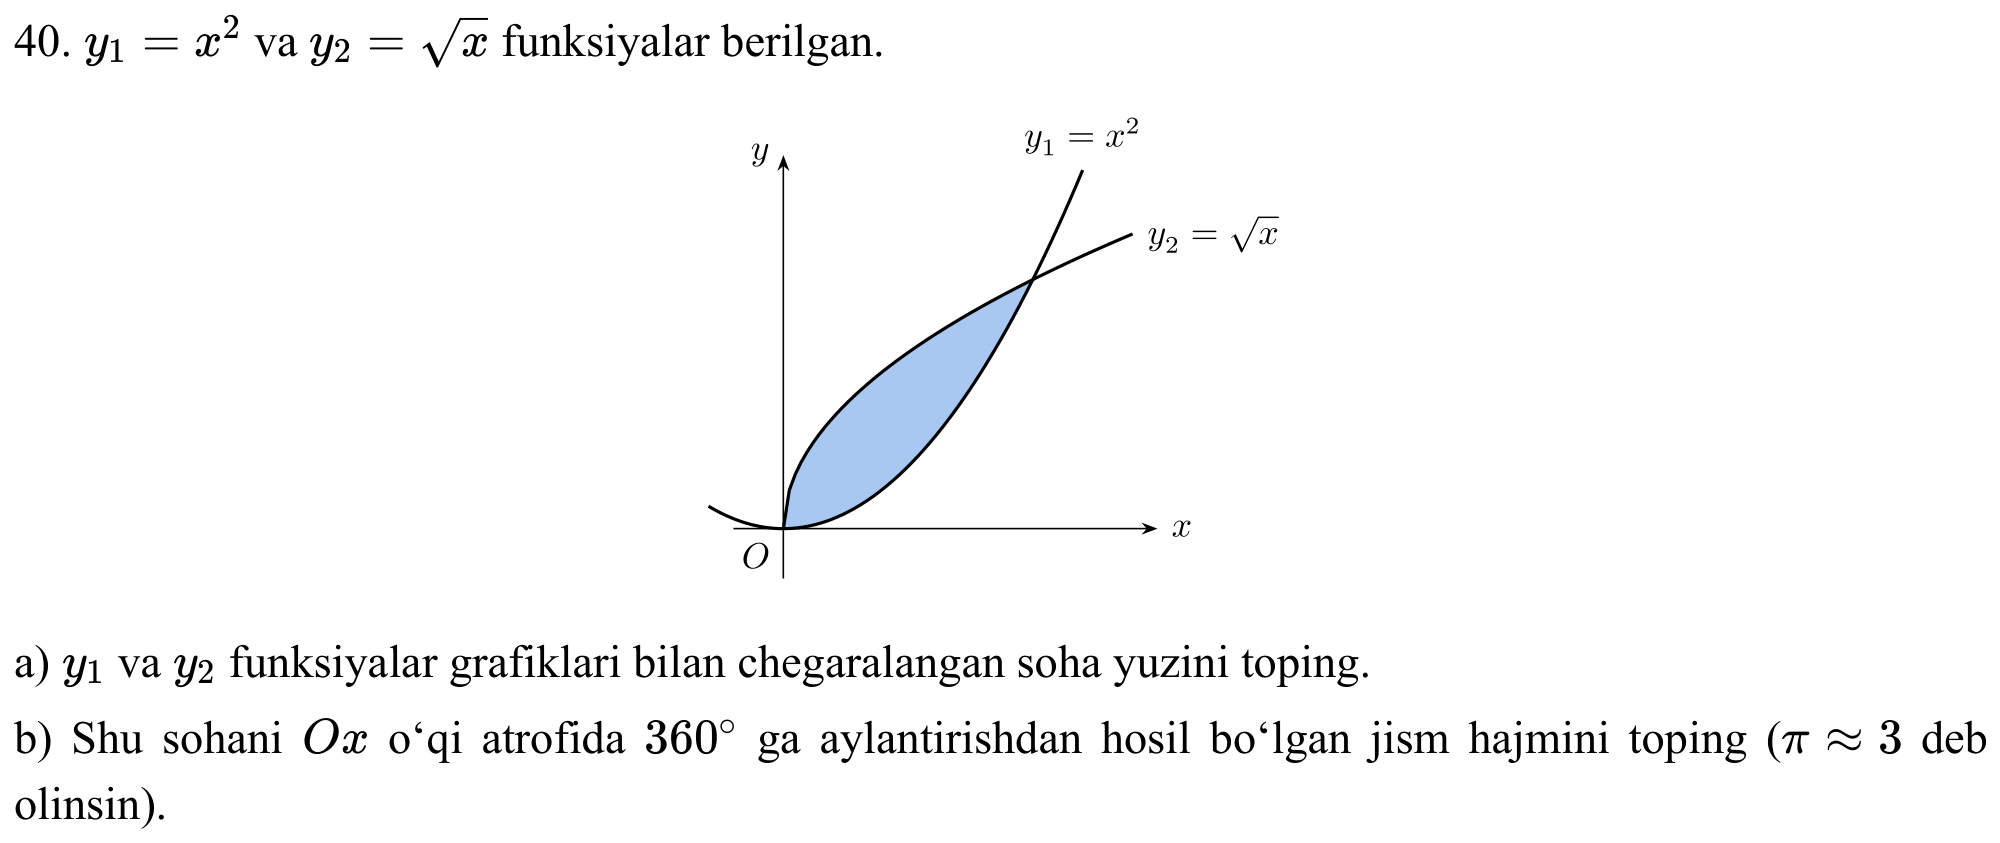 40. y₁ = x² va y₂ = √x funksiyalar berilgan.
y₁ = x²
y
y₂ = √x
x
O
a) y₁ va y₂ funksiyalar grafiklari bilan chegaralangan soha yuzini toping.
b) Shu sohani Ox o‘qi atrofida 360° ga aylantirishdan hosil bo‘lgan jism hajmini toping (π ≈ 3 deb
olinsin).